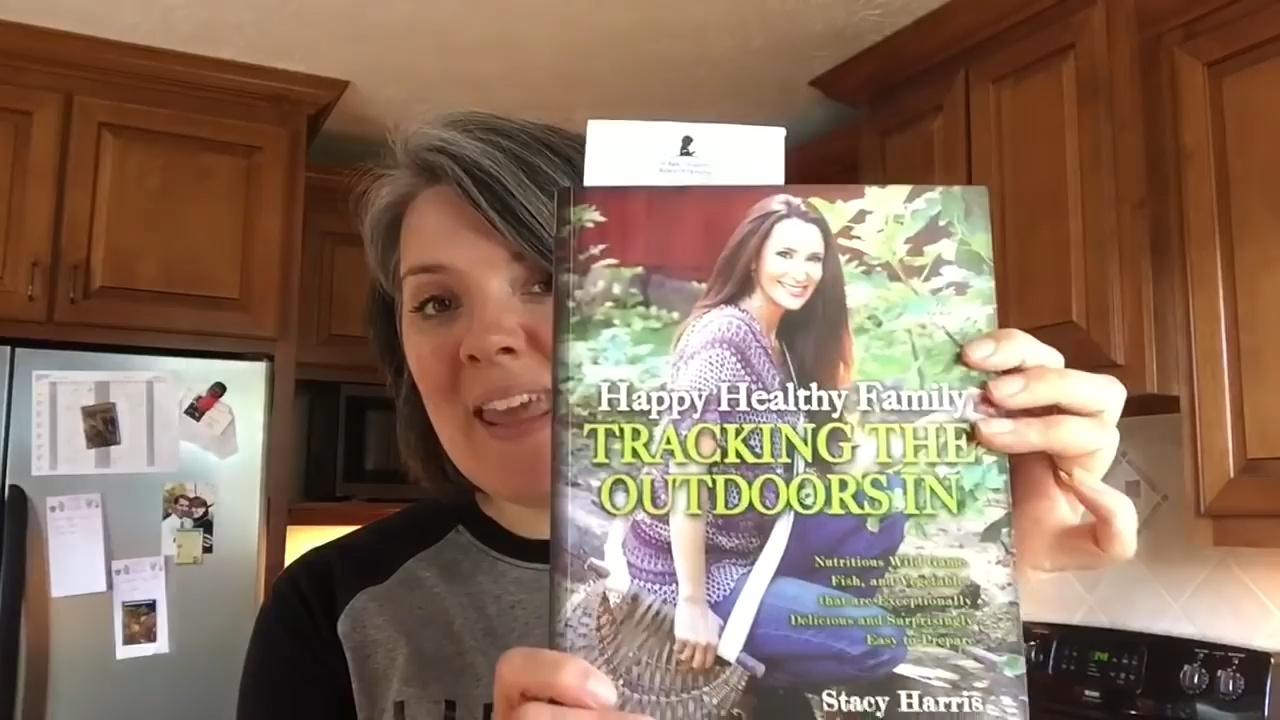 Happy Healthy Family
TRACKING THE
OUTDOORS IN
Nutritious Wild Game,
Fish, and Vegetables
that are Exceptionally
Delicious and Surprisingly
Easy to Prepare
Stacy Harris